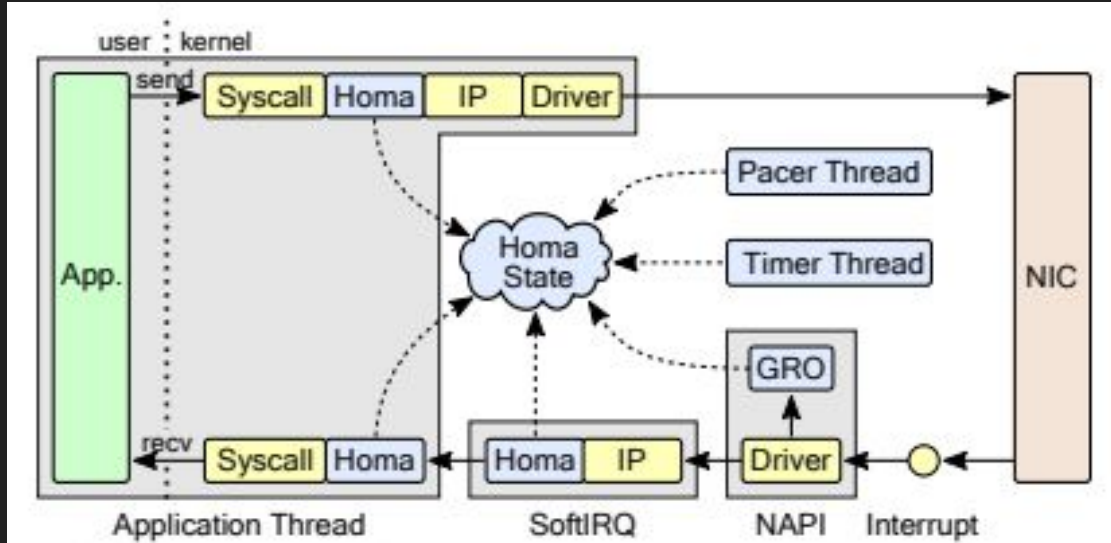 user kernel
send
Syscall Homa IP Driver
Pacer Thread
Homa
State
Timer Thread
App.
NIC
GRO
recv
Syscall Homa
Homa IP
Driver
Application Thread SoftIRQ NAPI Interrupt